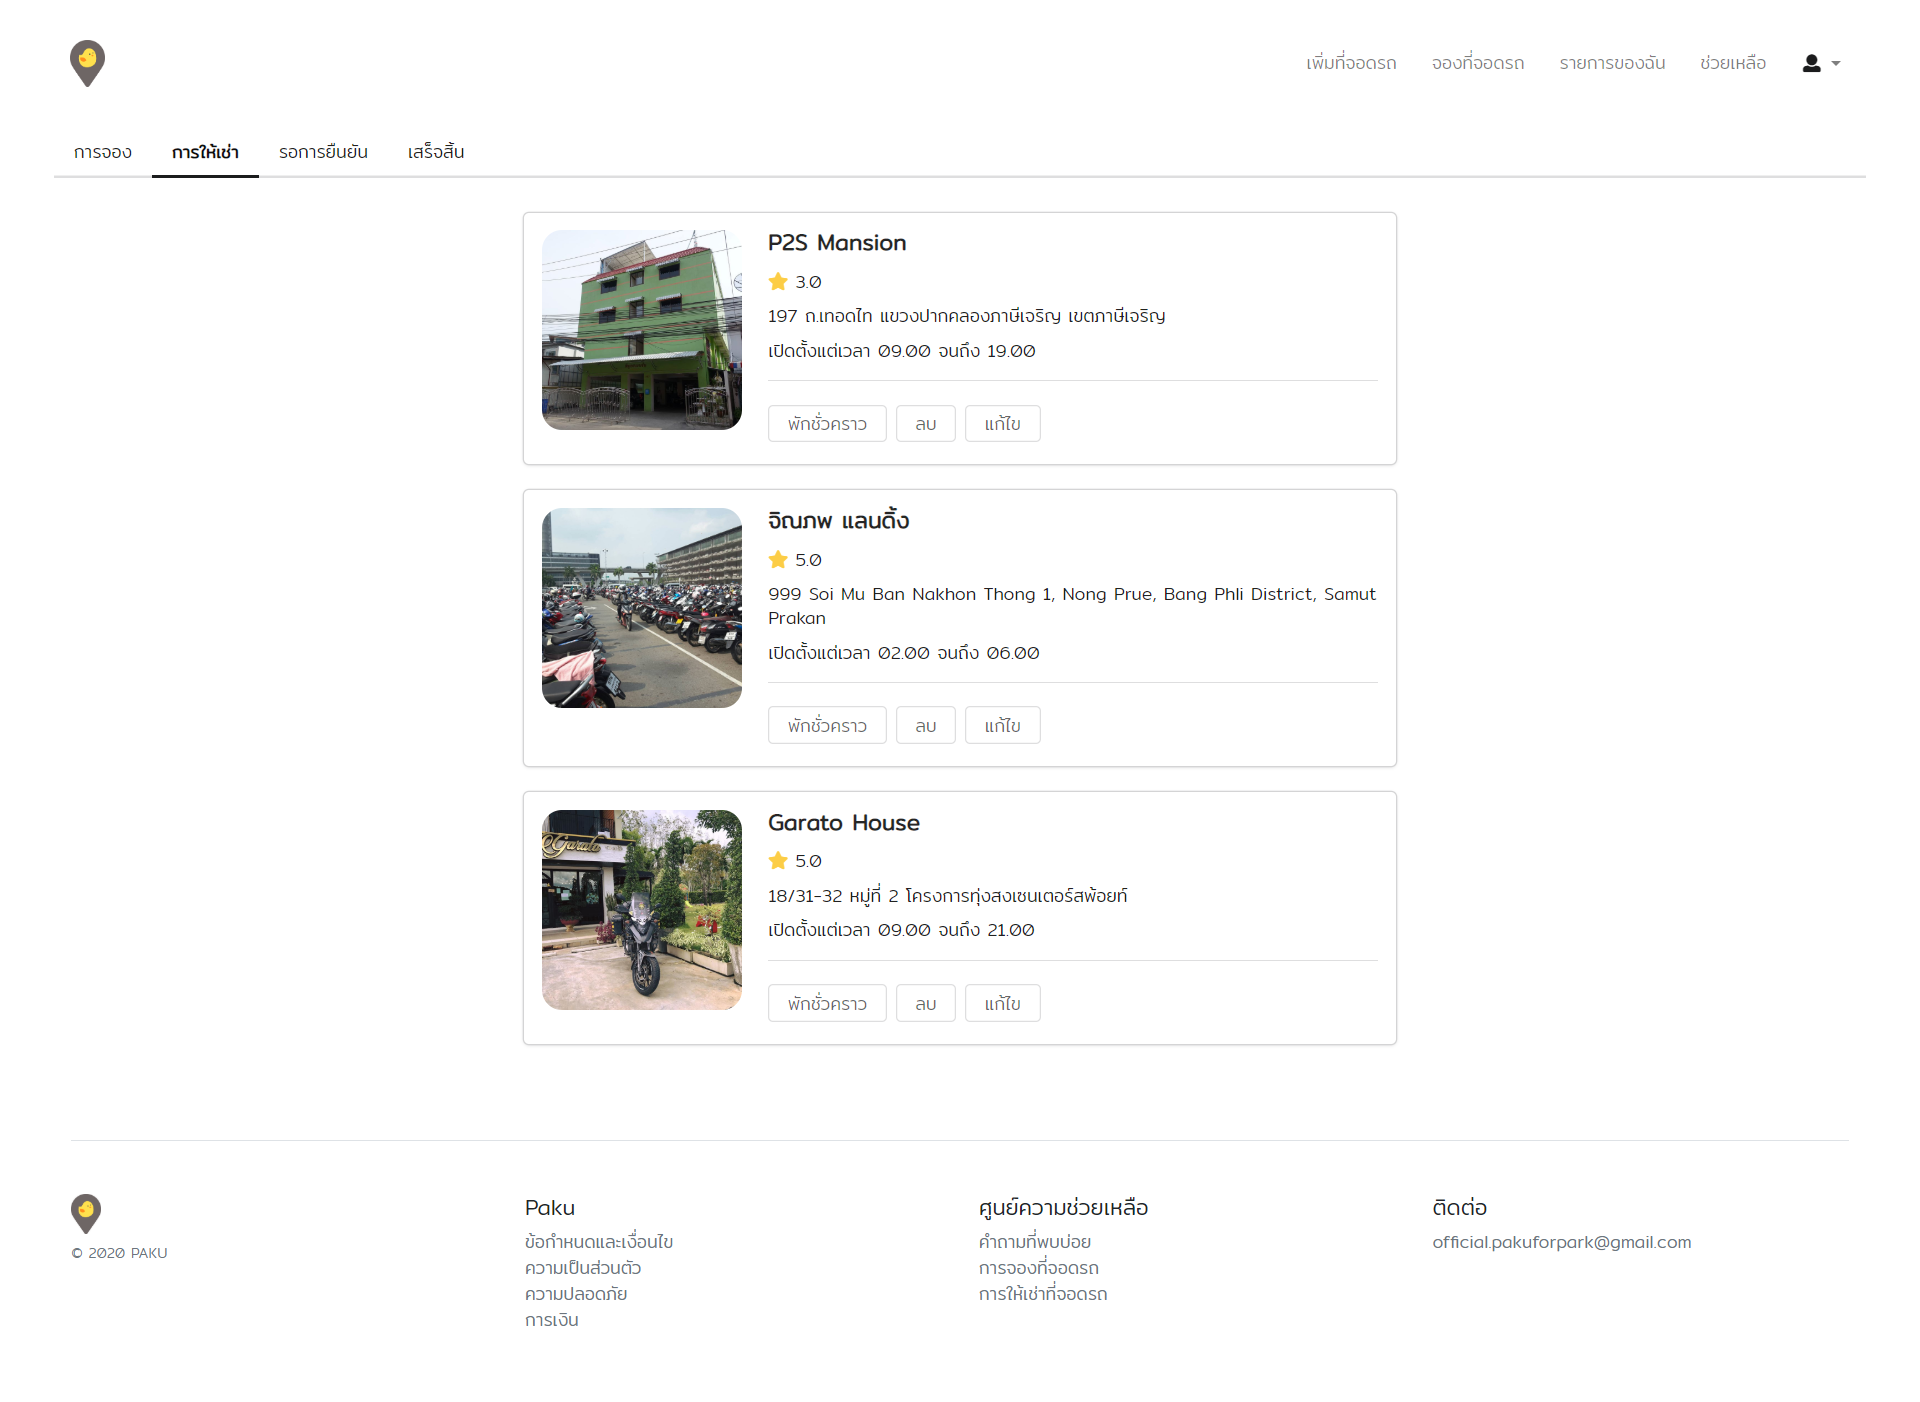 เพิ่มที่จอดรถ จองที่จอดรถ รายการของฉัน ช่วยเหลือ
การจอง การให้เช่า รอการยืนยัน เสร็จสิ้น
P2S Mansion
3.0
197 ถ.เทอดไท แขวงปากคลองภาษีเจริญ เขตภาษีเจริญ
เปิดตั้งแต่เวลา 09.00 จนถึง 19.00
พักชั่วคราว ลบ แก้ไข
จิณภพ แลนดิ้ง
5.0
999 Soi Mu Ban Nakhon Thong 1, Nong Prue, Bang Phli District, Samut
Prakan
เปิดตั้งแต่เวลา 02.00 จนถึง 06.00
พักชั่วคราว ลบ แก้ไข
Garato
Garato House
5.0
18/31-32 หมู่ที่ 2 โครงการทุ่งสงเซนเตอร์สพ้อยท์
เปิดตั้งแต่เวลา 09.00 จนถึง 21.00
พักชั่วคราว ลบ แก้ไข
© 2020 PAKU
Paku
ข้อกำหนดและเงื่อนไข
ความเป็นส่วนตัว
ความปลอดภัย
การเงิน
ศูนย์ความช่วยเหลือ
คำถามที่พบบ่อย
การจองที่จอดรถ
การให้เช่าที่จอดรถ
ติดต่อ
official.pakuforpark@gmail.com